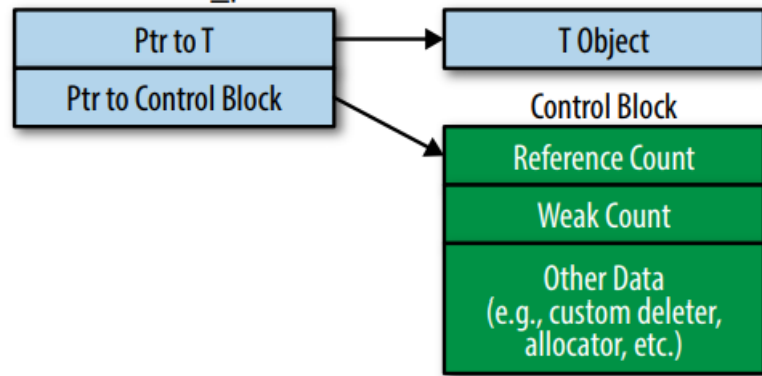 Ptr to T
T Object
Ptr to Control Block
Control Block
Reference Count
Weak Count
Other Data
(e.g., custom deleter,
allocator, etc.)